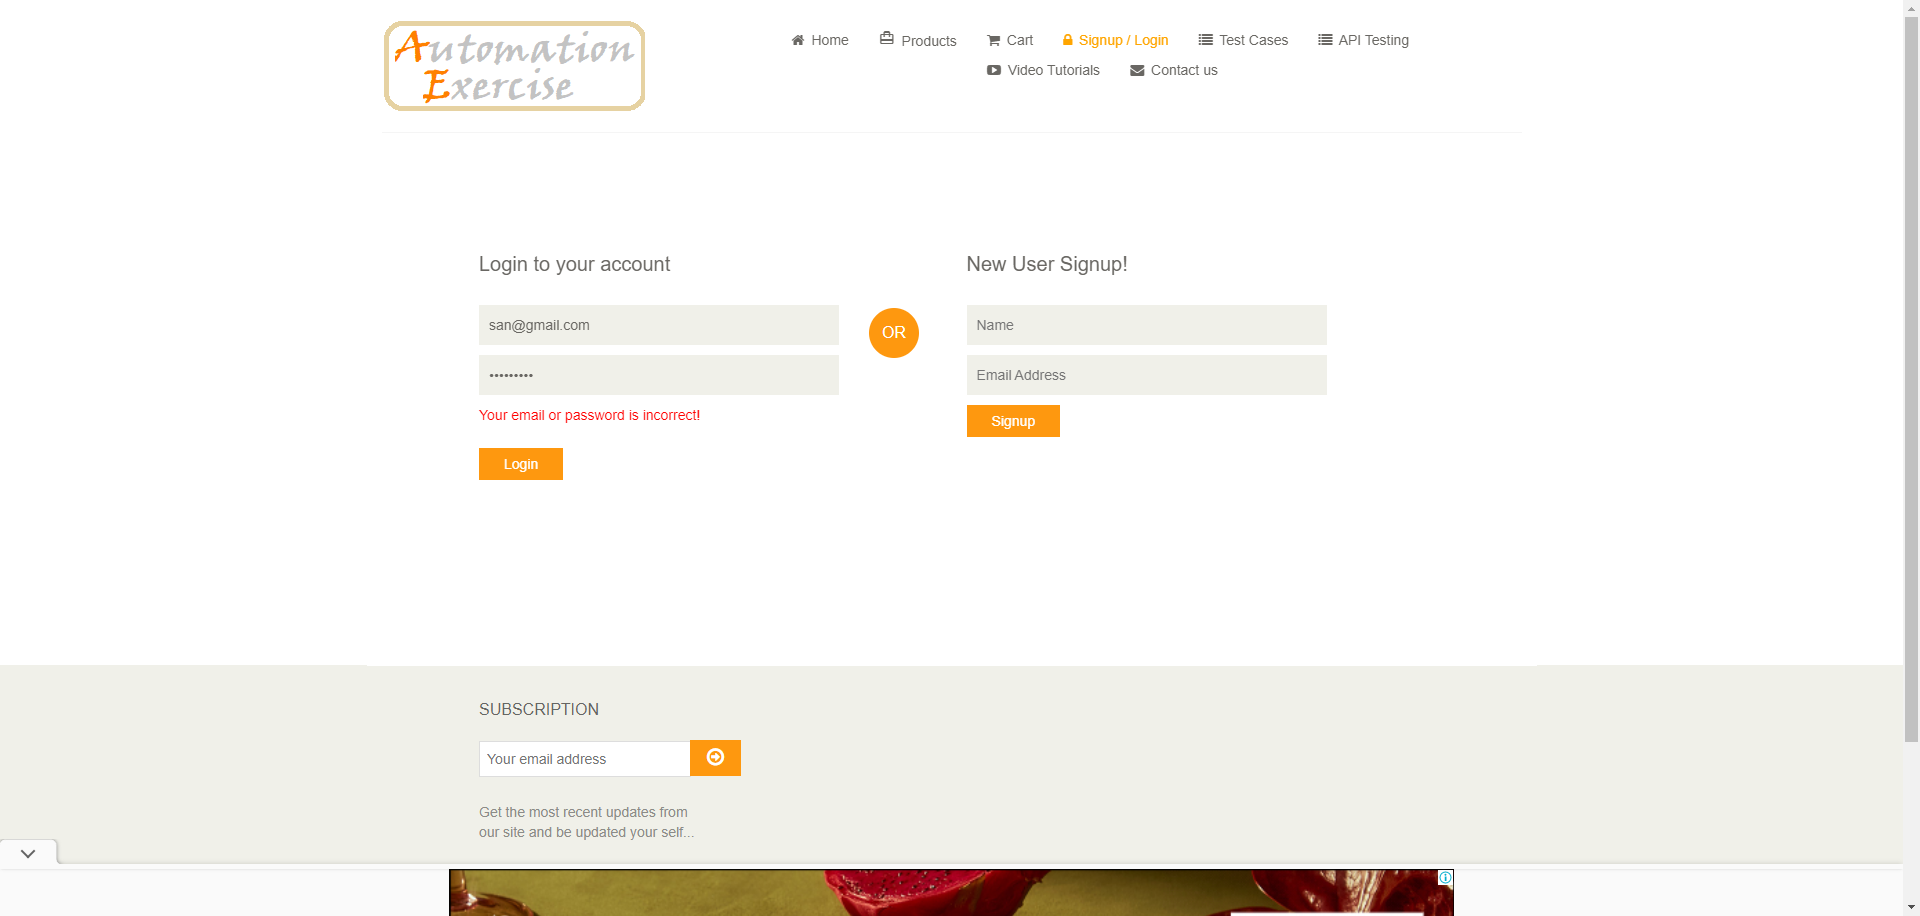 Automation
Exercise
Home
Products
Cart
Signup / Login
Test Cases
API Testing
Video Tutorials
Contact us
Login to your account
san@gmail.com
•••••••••
Your email or password is incorrect!
Login
OR
New User Signup!
Name
Email Address
Signup
SUBSCRIPTION
Your email address
Get the most recent updates from
our site and be updated your self...